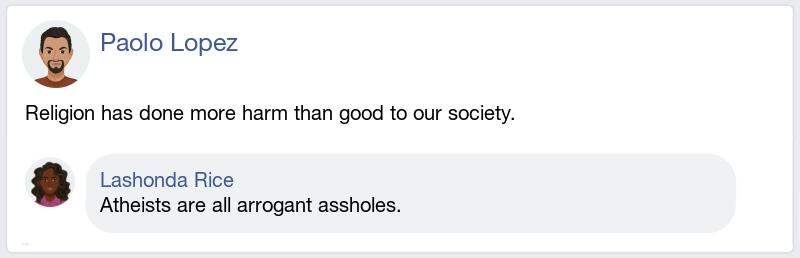 Paolo Lopez
Religion has done more harm than good to our society.
Lashonda Rice
Atheists are all arrogant assholes.